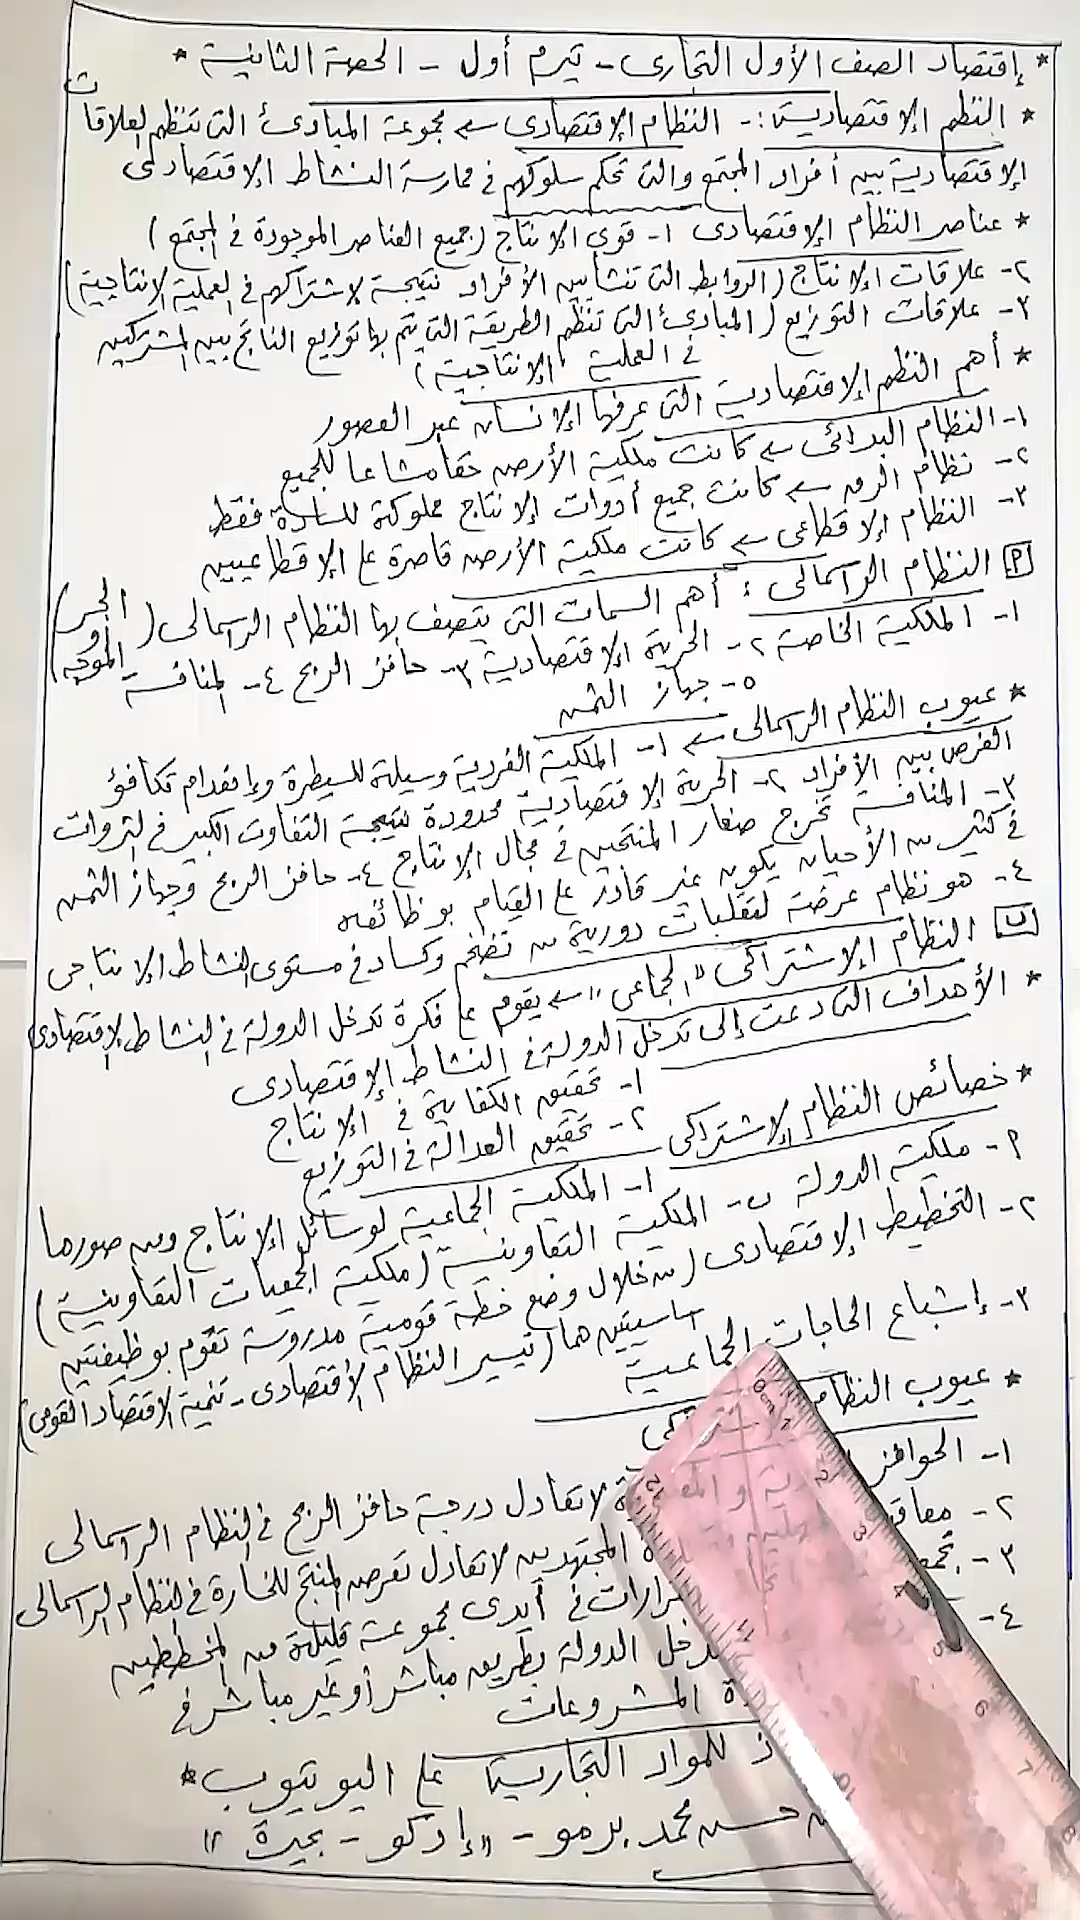 * إقتصاد الصف الأول التجارى - تيرم أول - الحصة الثانية *
* النظم الإقتصادية :- النظام الإقتصادى ← مجموعة المبادئ التى تنظم العلاقات
الإقتصادية بين أفراد المجتمع والتى تحكم سلوكهم فى ممارسة النشاط الإقتصادى
* عناصر النظام الإقتصادى ١- قوى الإنتاج (جميع العناصر الموجودة فى المجتمع)
٢- علاقات الإنتاج (الروابط التى تنشأ بين الأفراد نتيجة لإشتراكهم فى العملية الإنتاجية)
٣- علاقات التوزيع (المبادئ التى تنظم الطريقة التى يتم بها توزيع الناتج بين المشتركين
فى العملية الإنتاجية)
* أهم النظم الإقتصادية التى عرفها الإنسان عبر العصور
١- النظام البدائى ← كانت ملكية الأرض حقا مشاعا للجميع
٢- نظام الرق ← كانت جميع أدوات الإنتاج مملوكة للسادة فقط
٣- النظام الإقطاعى ← كانت ملكية الأرض قاصرة على الإقطاعيين
[أ] النظام الرأسمالى : أهم السمات التى يتصف بها النظام الرأسمالى (الحر أو الموجه)
١- الملكية الخاصة ٢- الحرية الإقتصادية ٣- حافز الربح ٤- المنافسة
٥- جهاز الثمن
* عيوب النظام الرأسمالى ← ١- الملكية الفردية وسيلة للسيطرة وإنعدام تكافؤ
الفرص بين الأفراد ٢- الحرية الإقتصادية محدودة نتيجة التفاوت الكبير فى الثروات
٣- المنافسة تخرج صغار المنتجين فى مجال الإنتاج ٤- حافز الربح وجهاز الثمن
فى كثير من الأحيان يكون غير قادر على القيام بوظائفه
٤- هو نظام عرضة لتقلبات دورية من تضخم وكساد فى مستوى النشاط الإنتاجى
[ب] النظام الإشتراكى "الجماعى" ← يقوم على فكرة تدخل الدولة فى النشاط الإقتصادى
* الأهداف التى دعت إلى تدخل الدولة فى النشاط الإقتصادى
١- تحقيق الكفاية فى الإنتاج
٢- تحقيق العدالة فى التوزيع
* خصائص النظام الإشتراكى
١- الملكية الجماعية لوسائل الإنتاج ومن صورها
أ- ملكية الدولة ب- الملكية التعاونية (ملكية الجمعيات التعاونية)
٢- التخطيط الإقتصادى (من خلال وضع خطة قومية مدروسة تقوم بوظيفتين
أساسيتين هما (تيسير النظام الإقتصادى - تنمية الإقتصاد القومى)
٣- إشباع الحاجات الجماعية
* عيوب النظام
١- الحوافز لا تعادل درجة حافز الربح فى النظام الرأسمالى
٢- المجتهدين لا تعادل تعرض المنتج للخسارة فى النظام الرأسمالى
٣- فى أيدى مجموعة قليلة من المخططين
٤- الدولة بطريق مباشر أو غير مباشر فى
المشروعات
للمواد التجارية على اليوتيوب *
حسن محمد برمو - "إدكو - بحيرة"